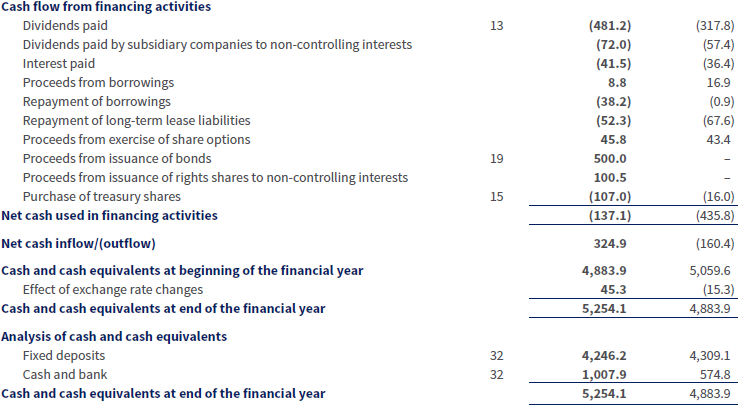 Cash flow from financing activities
Dividends paid 13 (481.2) (317.8)
Dividends paid by subsidiary companies to non-controlling interests (72.0) (57.4)
Interest paid (41.5) (36.4)
Proceeds from borrowings 8.8 16.9
Repayment of borrowings (38.2) (0.9)
Repayment of long-term lease liabilities (52.3) (67.6)
Proceeds from exercise of share options 45.8 43.4
Proceeds from issuance of bonds 19 500.0 –
Proceeds from issuance of rights shares to non-controlling interests 100.5 –
Purchase of treasury shares 15 (107.0) (16.0)
Net cash used in financing activities (137.1) (435.8)
Net cash inflow/(outflow) 324.9 (160.4)
Cash and cash equivalents at beginning of the financial year 4,883.9 5,059.6
Effect of exchange rate changes 45.3 (15.3)
Cash and cash equivalents at end of the financial year 5,254.1 4,883.9
Analysis of cash and cash equivalents
Fixed deposits 32 4,246.2 4,309.1
Cash and bank 32 1,007.9 574.8
Cash and cash equivalents at end of the financial year 5,254.1 4,883.9